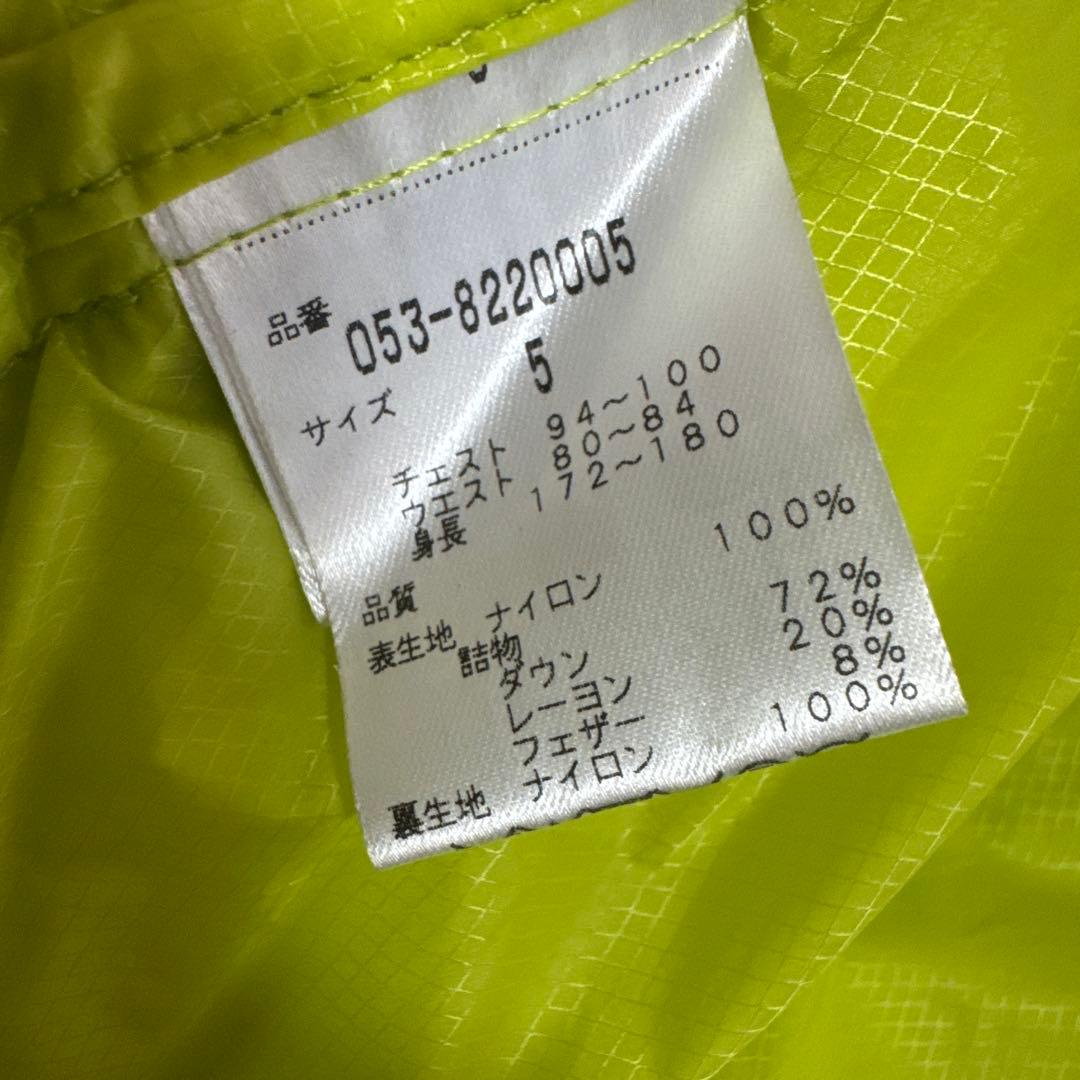 品番 053-8220005
サイズ 5
チェスト 94～100
ウエスト 80～84
身長 172～180
品質
表生地 ナイロン 100%
詰物
ダウン 72%
レーヨン 20%
フェザー 8%
裏生地 ナイロン 100%